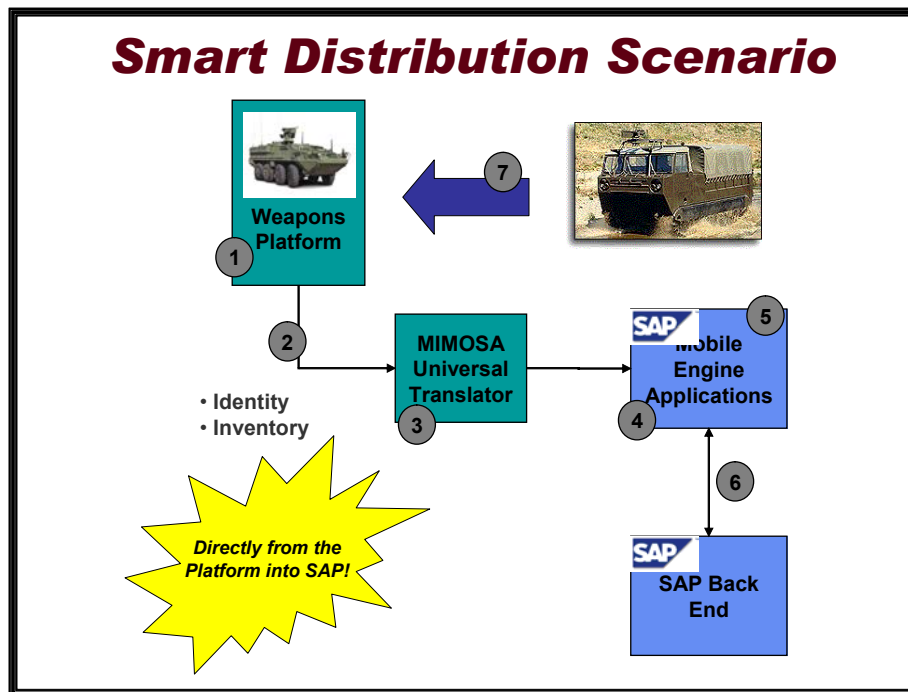 Smart Distribution Scenario
Weapons
Platform
1
7
2
MIMOSA
Universal
Translator
3
SAP
5
Mobile
Engine
Applications
4
• Identity
• Inventory
6
Directly from the
Platform into SAP!
SAP
SAP Back
End